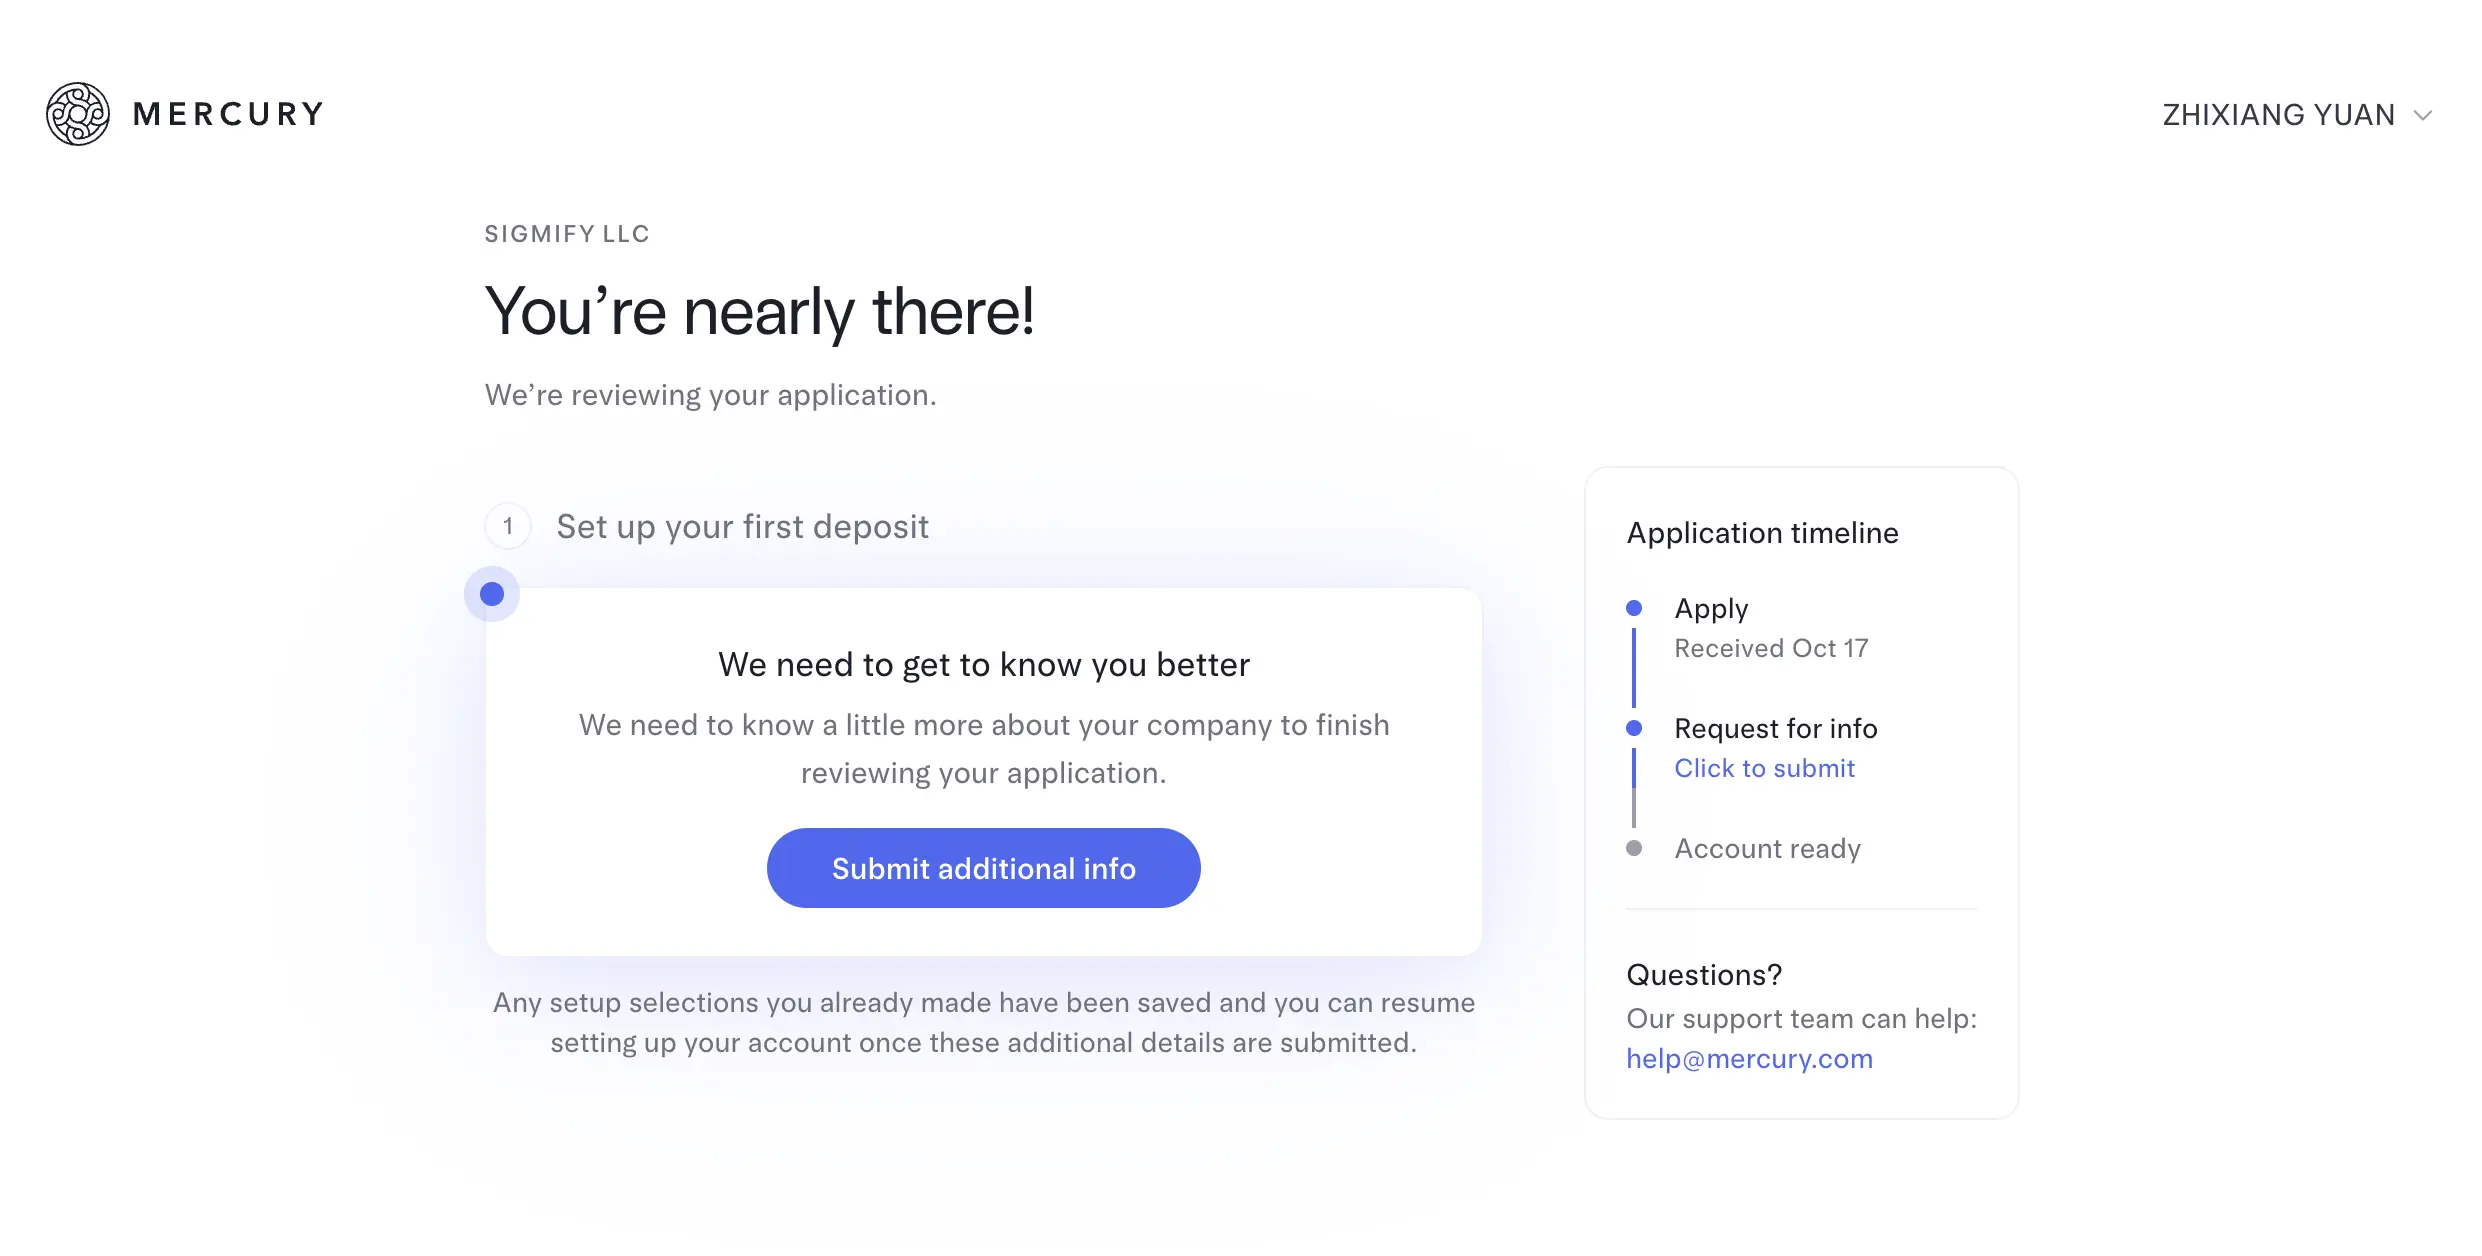 MERCURY
ZHIXIANG YUAN
SIGMIFY LLC
You’re nearly there!
We’re reviewing your application.
1 Set up your first deposit
We need to get to know you better
We need to know a little more about your company to finish
reviewing your application.
Submit additional info
Any setup selections you already made have been saved and you can resume
setting up your account once these additional details are submitted.
Application timeline
Apply
Received Oct 17
Request for info
Click to submit
Account ready
Questions?
Our support team can help:
help@mercury.com